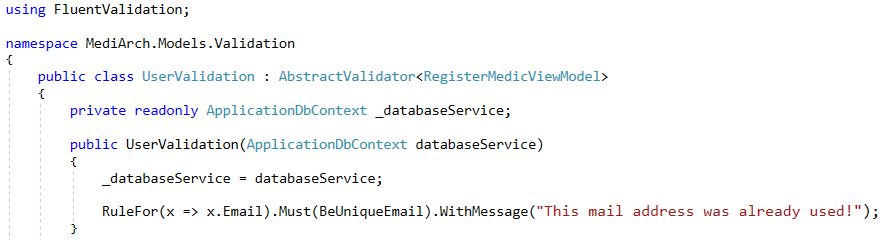 using FluentValidation;
namespace MediArch.Models.Validation
{
public class UserValidation : AbstractValidator<RegisterMedicViewModel>
{
private readonly ApplicationDbContext _databaseService;
public UserValidation(ApplicationDbContext databaseService)
{
_databaseService = databaseService;
RuleFor(x => x.Email).Must(BeUniqueEmail).WithMessage("This mail address was already used!");
}